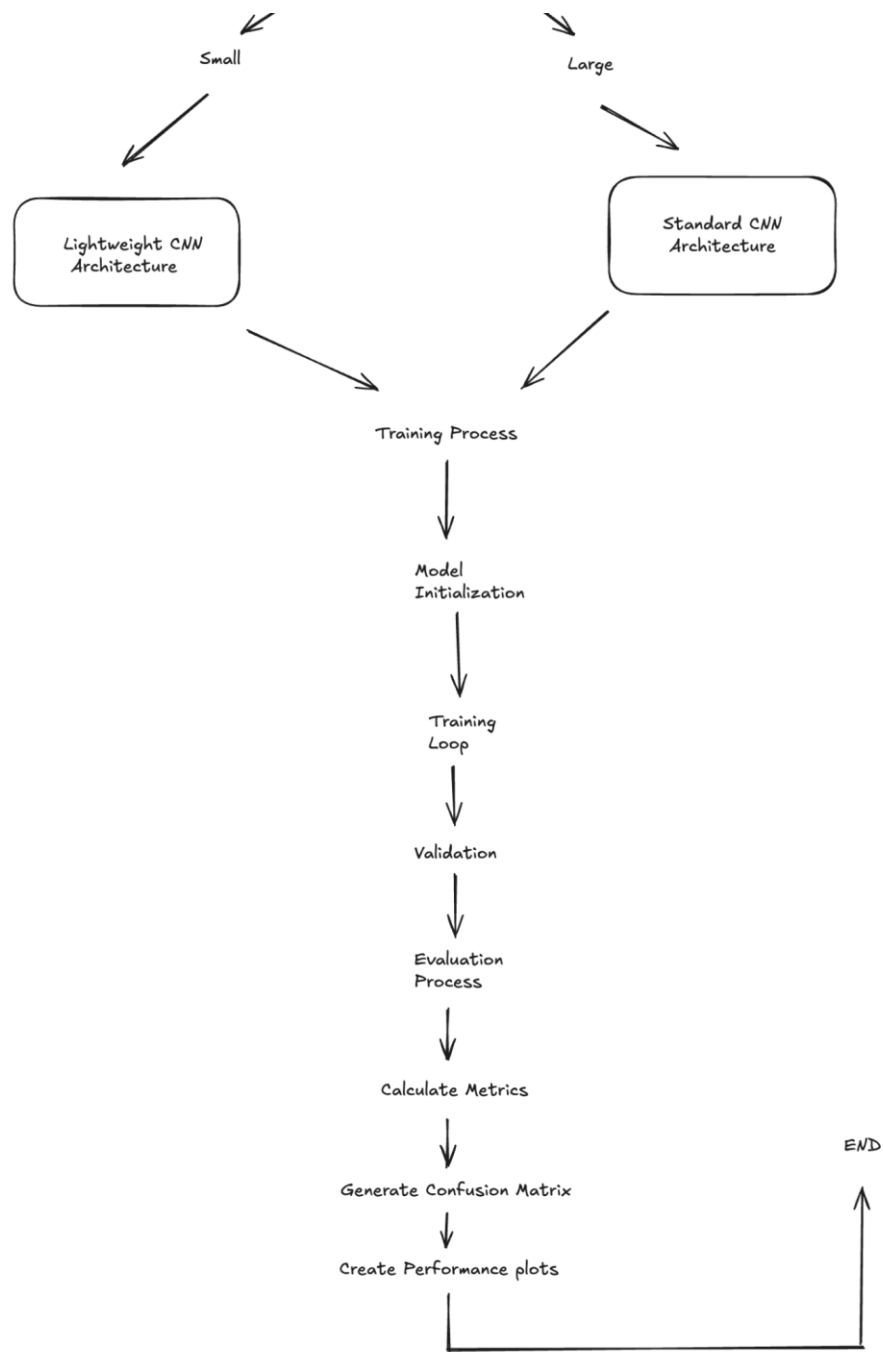 Small
Large
Lightweight CNN
Architecture
Standard CNN
Architecture
Training Process
Model
Initialization
Training
Loop
Validation
Evaluation
Process
Calculate Metrics
END
Generate Confusion Matrix
Create Performance plots